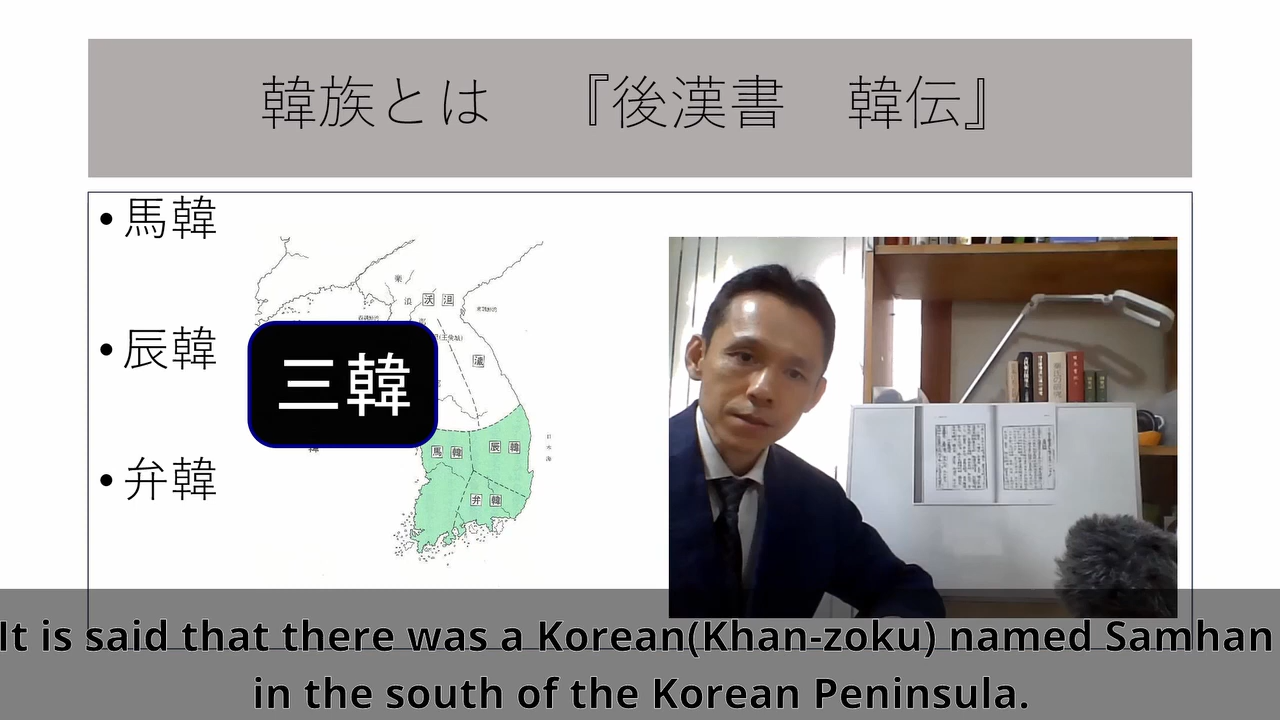 韓族とは　『後漢書　韓伝』
• 馬韓
• 辰韓
• 弁韓
三韓
沃 沮
濊
馬 韓
辰 韓
弁 韓
It is said that there was a Korean(Khan-zoku) named Samhan
in the south of the Korean Peninsula.